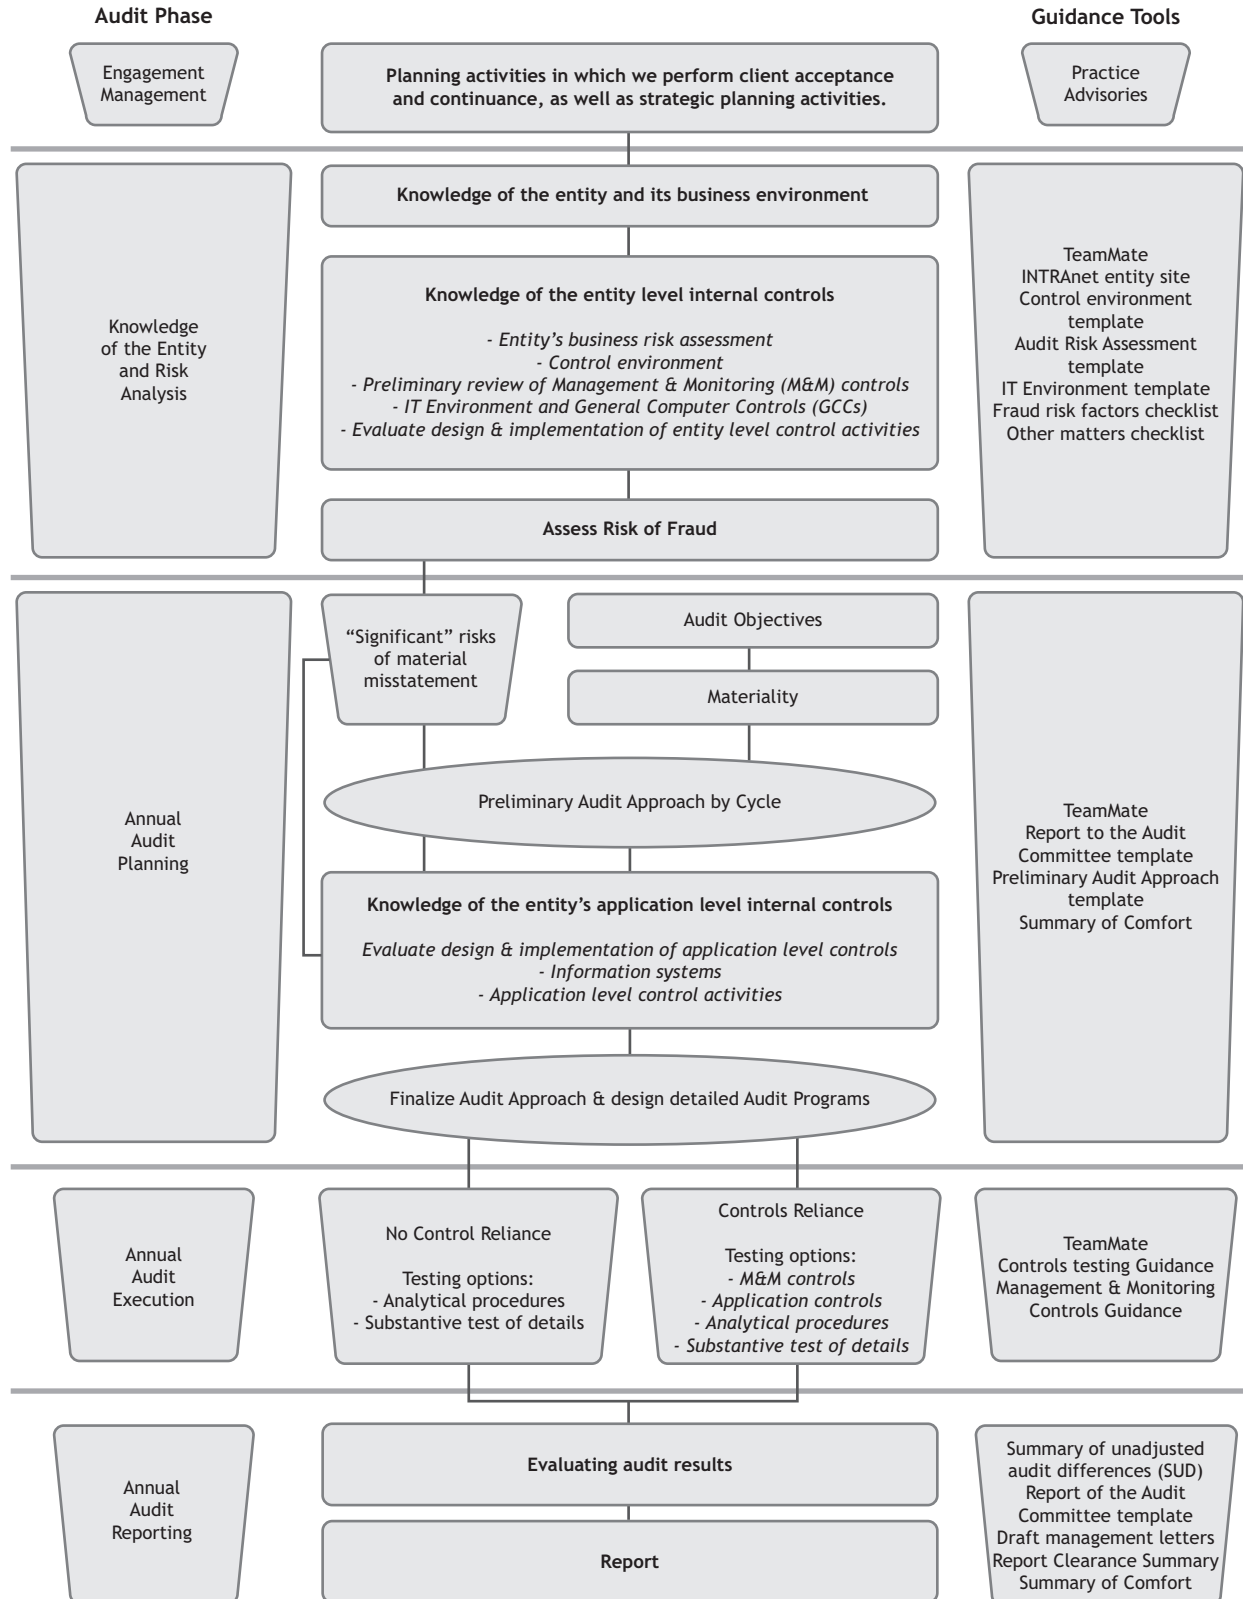 Audit Phase
Guidance Tools
Engagement
Management
Planning activities in which we perform client acceptance
and continuance, as well as strategic planning activities.
Practice
Advisories
Knowledge
of the Entity
and Risk
Analysis
Knowledge of the entity and its business environment
Knowledge of the entity level internal controls
- Entity's business risk assessment
- Control environment
- Preliminary review of Management & Monitoring (M&M) controls
- IT Environment and General Computer Controls (GCCs)
- Evaluate design & implementation of entity level control activities
Assess Risk of Fraud
TeamMate
INTRAnet entity site
Control environment
template
Audit Risk Assessment
template
IT Environment template
Fraud risk factors checklist
Other matters checklist
Annual
Audit
Planning
“Significant” risks
of material
misstatement
Audit Objectives
Materiality
Preliminary Audit Approach by Cycle
Knowledge of the entity's application level internal controls
Evaluate design & implementation of application level controls
- Information systems
- Application level control activities
Finalize Audit Approach & design detailed Audit Programs
TeamMate
Report to the Audit
Committee template
Preliminary Audit Approach
template
Summary of Comfort
Annual
Audit
Execution
No Control Reliance
Testing options:
- Analytical procedures
- Substantive test of details
Controls Reliance
Testing options:
- M&M controls
- Application controls
- Analytical procedures
- Substantive test of details
TeamMate
Controls testing Guidance
Management & Monitoring
Controls Guidance
Annual
Audit
Reporting
Evaluating audit results
Report
Summary of unadjusted
audit differences (SUD)
Report of the Audit
Committee template
Draft management letters
Report Clearance Summary
Summary of Comfort